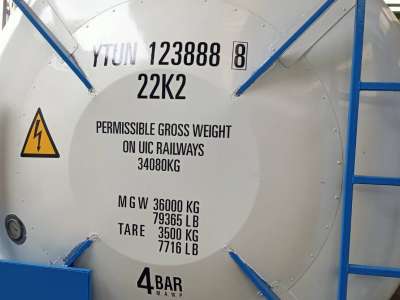 YTUN 123888 8
22K2
PERMISSIBLE GROSS WEIGHT
ON UIC RAILWAYS
34080KG
MGW 36000 KG
79365 LB
TARE 3500 KG
7716 LB
4 BAR
M.A.W.P